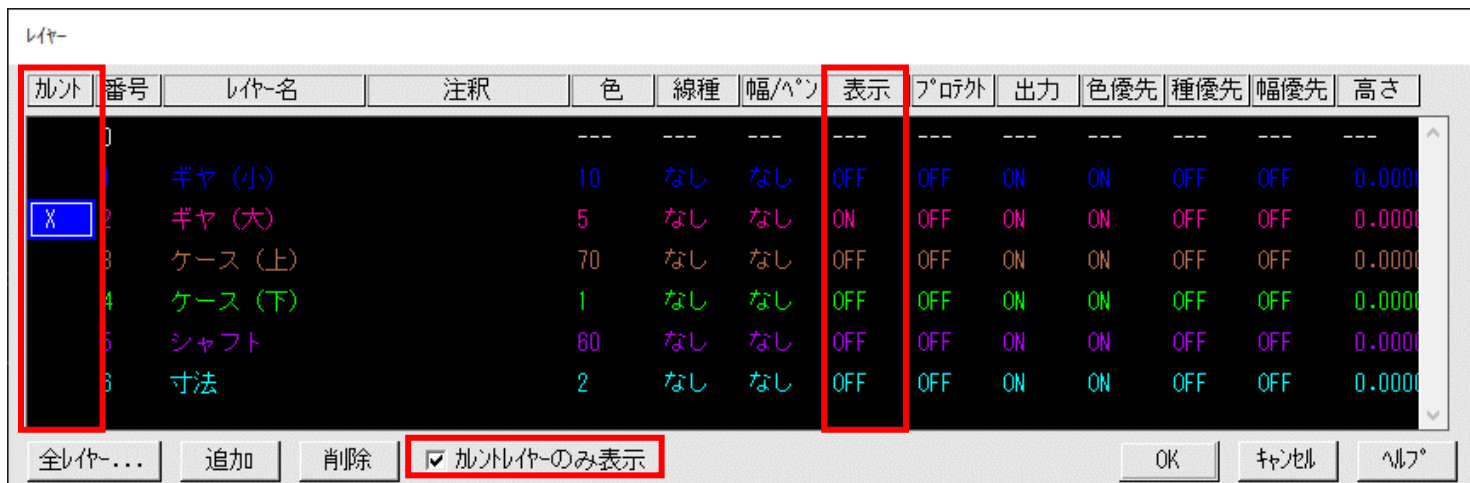 ﾚｲﾔｰ
ｶﾚﾝﾄ 番号 ﾚｲﾔｰ名 注釈 色 線種 幅/ﾍﾟﾝ 表示 ﾌﾟﾛﾃｸﾄ 出力 色優先 種優先 幅優先 高さ
0 --- --- --- --- --- --- --- --- --- ---
1 ギヤ（小） 10 なし なし OFF OFF ON ON OFF OFF 0.000
X 2 ギヤ（大） 5 なし なし ON OFF ON ON OFF OFF 0.000
3 ケース（上） 70 なし なし OFF OFF ON ON OFF OFF 0.000
4 ケース（下） 1 なし なし OFF OFF ON ON OFF OFF 0.000
5 シャフト 60 なし なし OFF OFF ON ON OFF OFF 0.000
6 寸法 2 なし なし OFF OFF ON ON OFF OFF 0.000
全ﾚｲﾔｰ... 追加 削除 ｶﾚﾝﾄﾚｲﾔｰのみ表示 OK ｷｬﾝｾﾙ ﾍﾙﾌﾟ